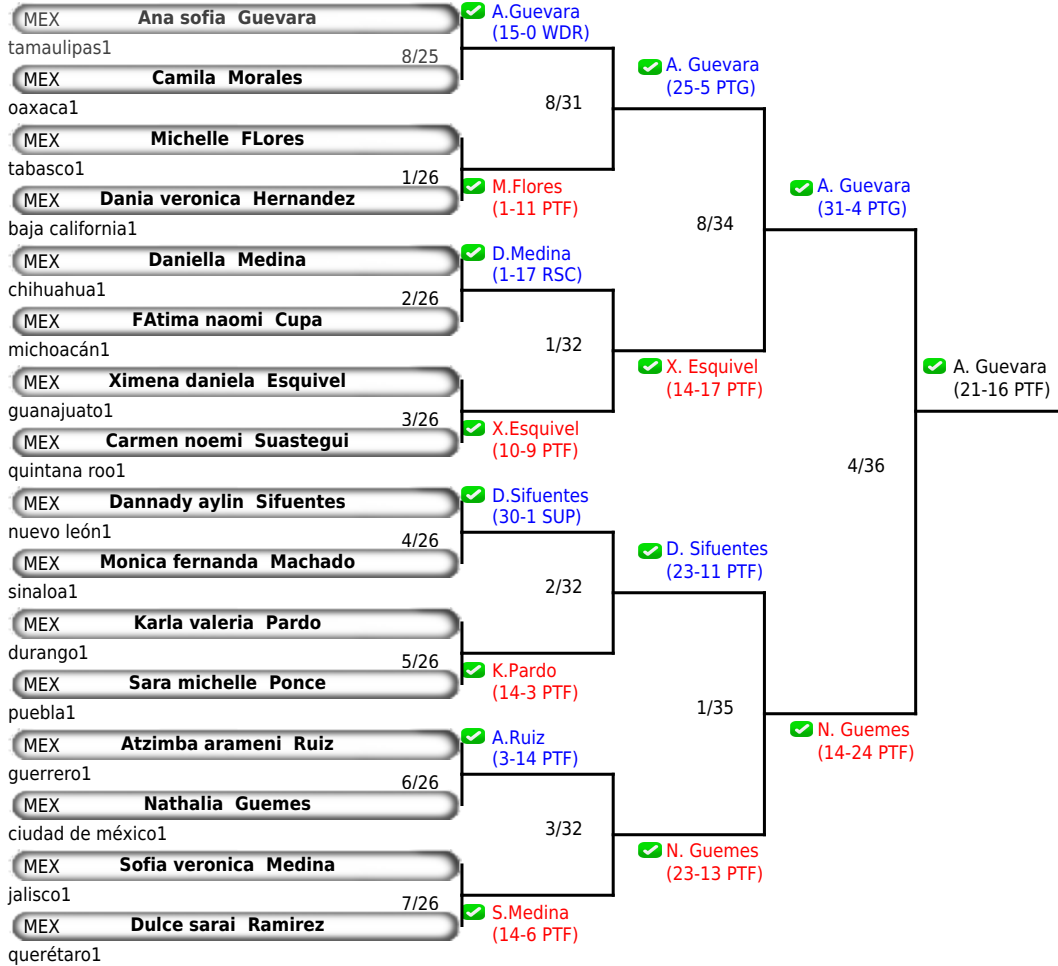 MEX Ana sofia Guevara
tamaulipas1
8/25
MEX Camila Morales
oaxaca1
MEX Michelle FLores
tabasco1
1/26
MEX Dania veronica Hernandez
baja california1
MEX Daniella Medina
chihuahua1
2/26
MEX FAtima naomi Cupa
michoacán1
MEX Ximena daniela Esquivel
guanajuato1
3/26
MEX Carmen noemi Suastegui
quintana roo1
MEX Dannady aylin Sifuentes
nuevo león1
4/26
MEX Monica fernanda Machado
sinaloa1
MEX Karla valeria Pardo
durango1
5/26
MEX Sara michelle Ponce
puebla1
MEX Atzimba arameni Ruiz
guerrero1
6/26
MEX Nathalia Guemes
ciudad de méxico1
MEX Sofia veronica Medina
jalisco1
7/26
MEX Dulce sarai Ramirez
querétaro1
A.Guevara
(15-0 WDR)
8/31
M.Flores
(1-11 PTF)
D.Medina
(1-17 RSC)
1/32
X.Esquivel
(10-9 PTF)
D.Sifuentes
(30-1 SUP)
2/32
K.Pardo
(14-3 PTF)
A.Ruiz
(3-14 PTF)
3/32
S.Medina
(14-6 PTF)
A. Guevara
(25-5 PTG)
8/34
X. Esquivel
(14-17 PTF)
D. Sifuentes
(23-11 PTF)
1/35
N. Guemes
(23-13 PTF)
A. Guevara
(31-4 PTG)
4/36
N. Guemes
(14-24 PTF)
A. Guevara
(21-16 PTF)